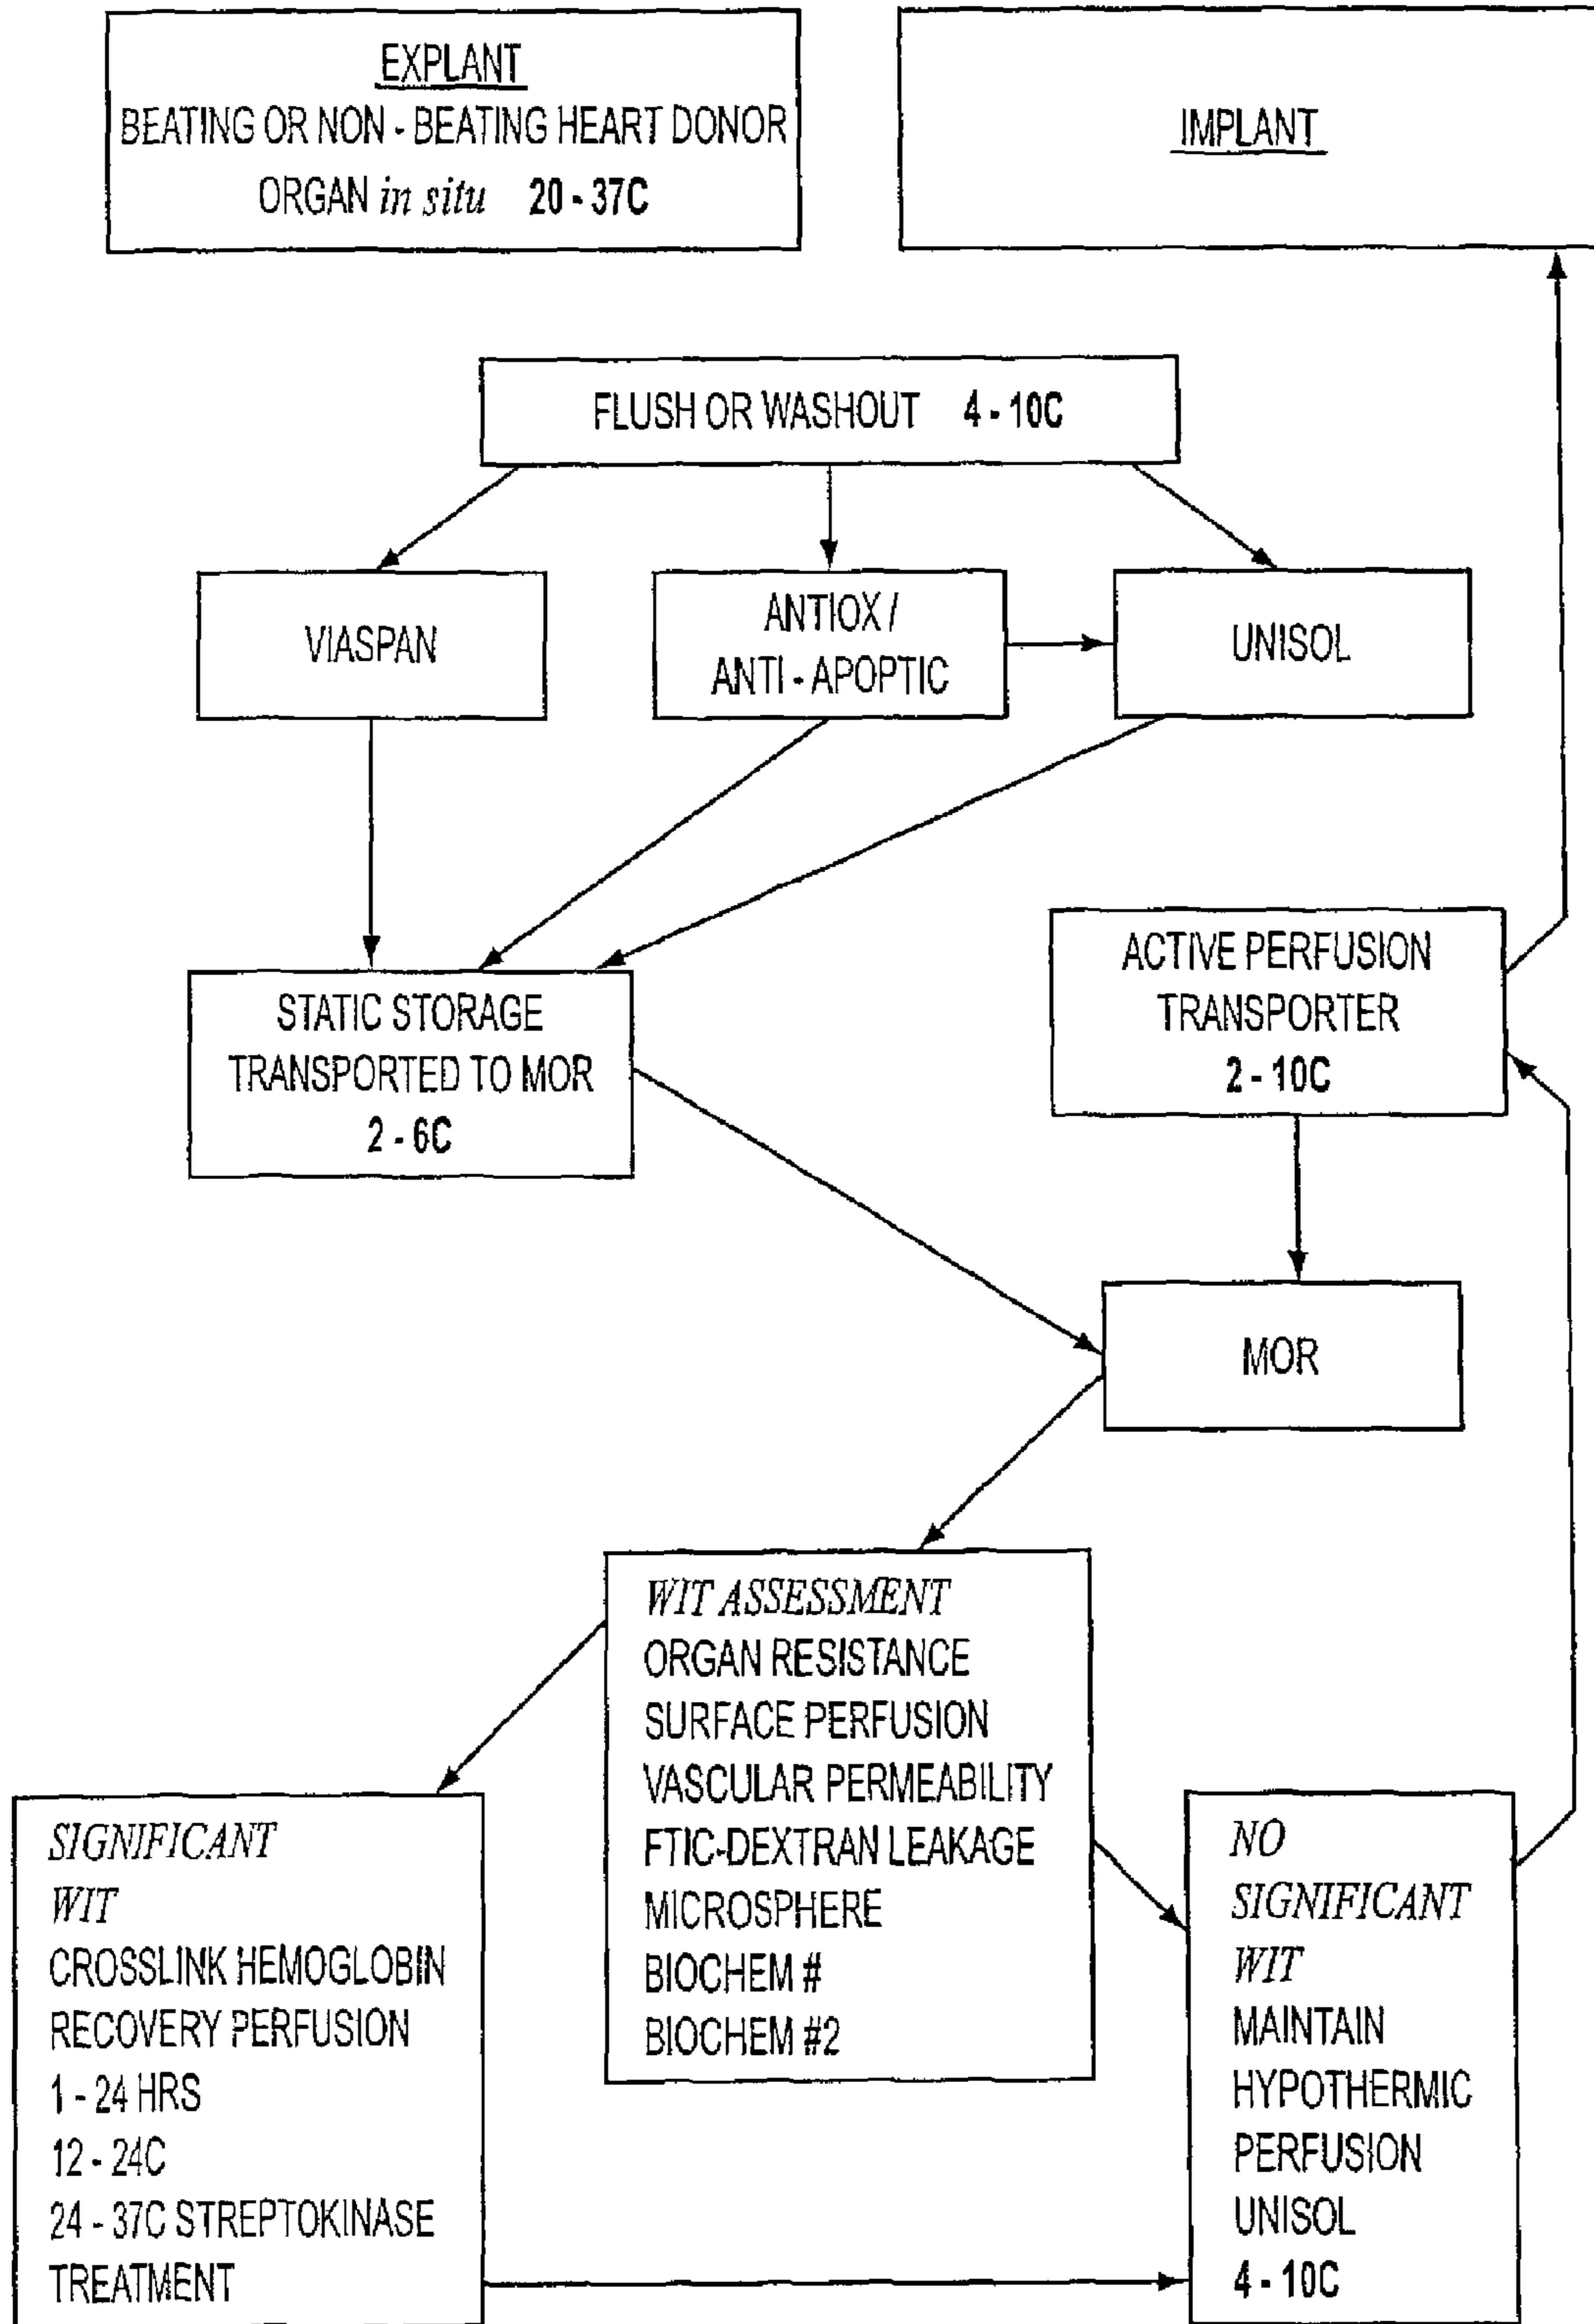 EXPLANT
BEATING OR NON - BEATING HEART DONOR
ORGAN in situ 20 - 37C
IMPLANT
FLUSH OR WASHOUT 4 - 10C
VIASPAN
ANTIOX /
ANTI - APOPTIC
UNISOL
STATIC STORAGE
TRANSPORTED TO MOR
2 - 6C
ACTIVE PERFUSION
TRANSPORTER
2 - 10C
MOR
WIT ASSESSMENT
ORGAN RESISTANCE
SURFACE PERFUSION
VASCULAR PERMEABILITY
FTIC-DEXTRAN LEAKAGE
MICROSPHERE
BIOCHEM #
BIOCHEM #2
SIGNIFICANT
WIT
CROSSLINK HEMOGLOBIN
RECOVERY PERFUSION
1 - 24 HRS
12 - 24C
24 - 37C STREPTOKINASE
TREATMENT
NO
SIGNIFICANT
WIT
MAINTAIN
HYPOTHERMIC
PERFUSION
UNISOL
4 - 10C